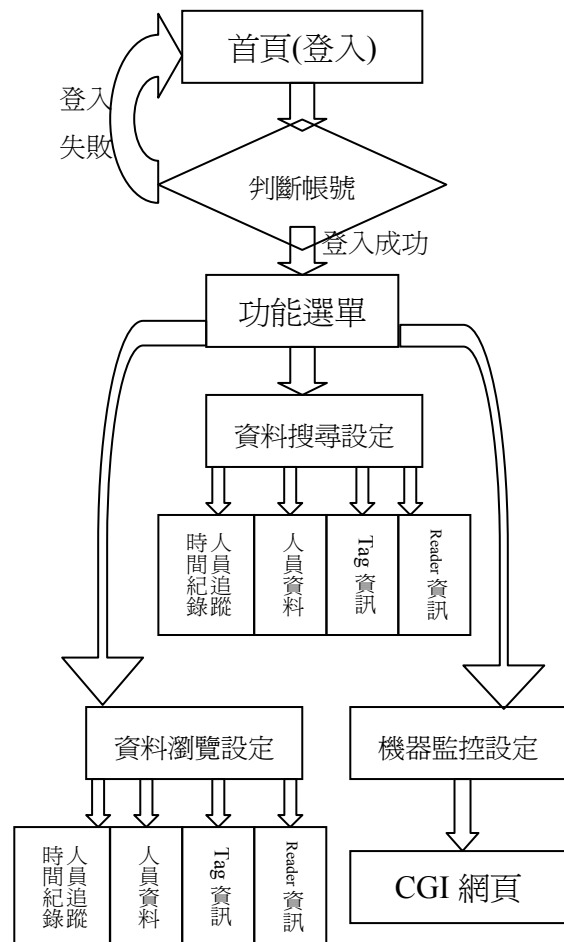 首頁(登入)
登入
失敗
判斷帳號
登入成功
功能選單
資料搜尋設定
人員追蹤
時間紀錄
人員資料
Tag 資訊
Reader 資訊
資料瀏覽設定
機器監控設定
人員追蹤
時間紀錄
人員資料
Tag 資訊
Reader 資訊
CGI 網頁